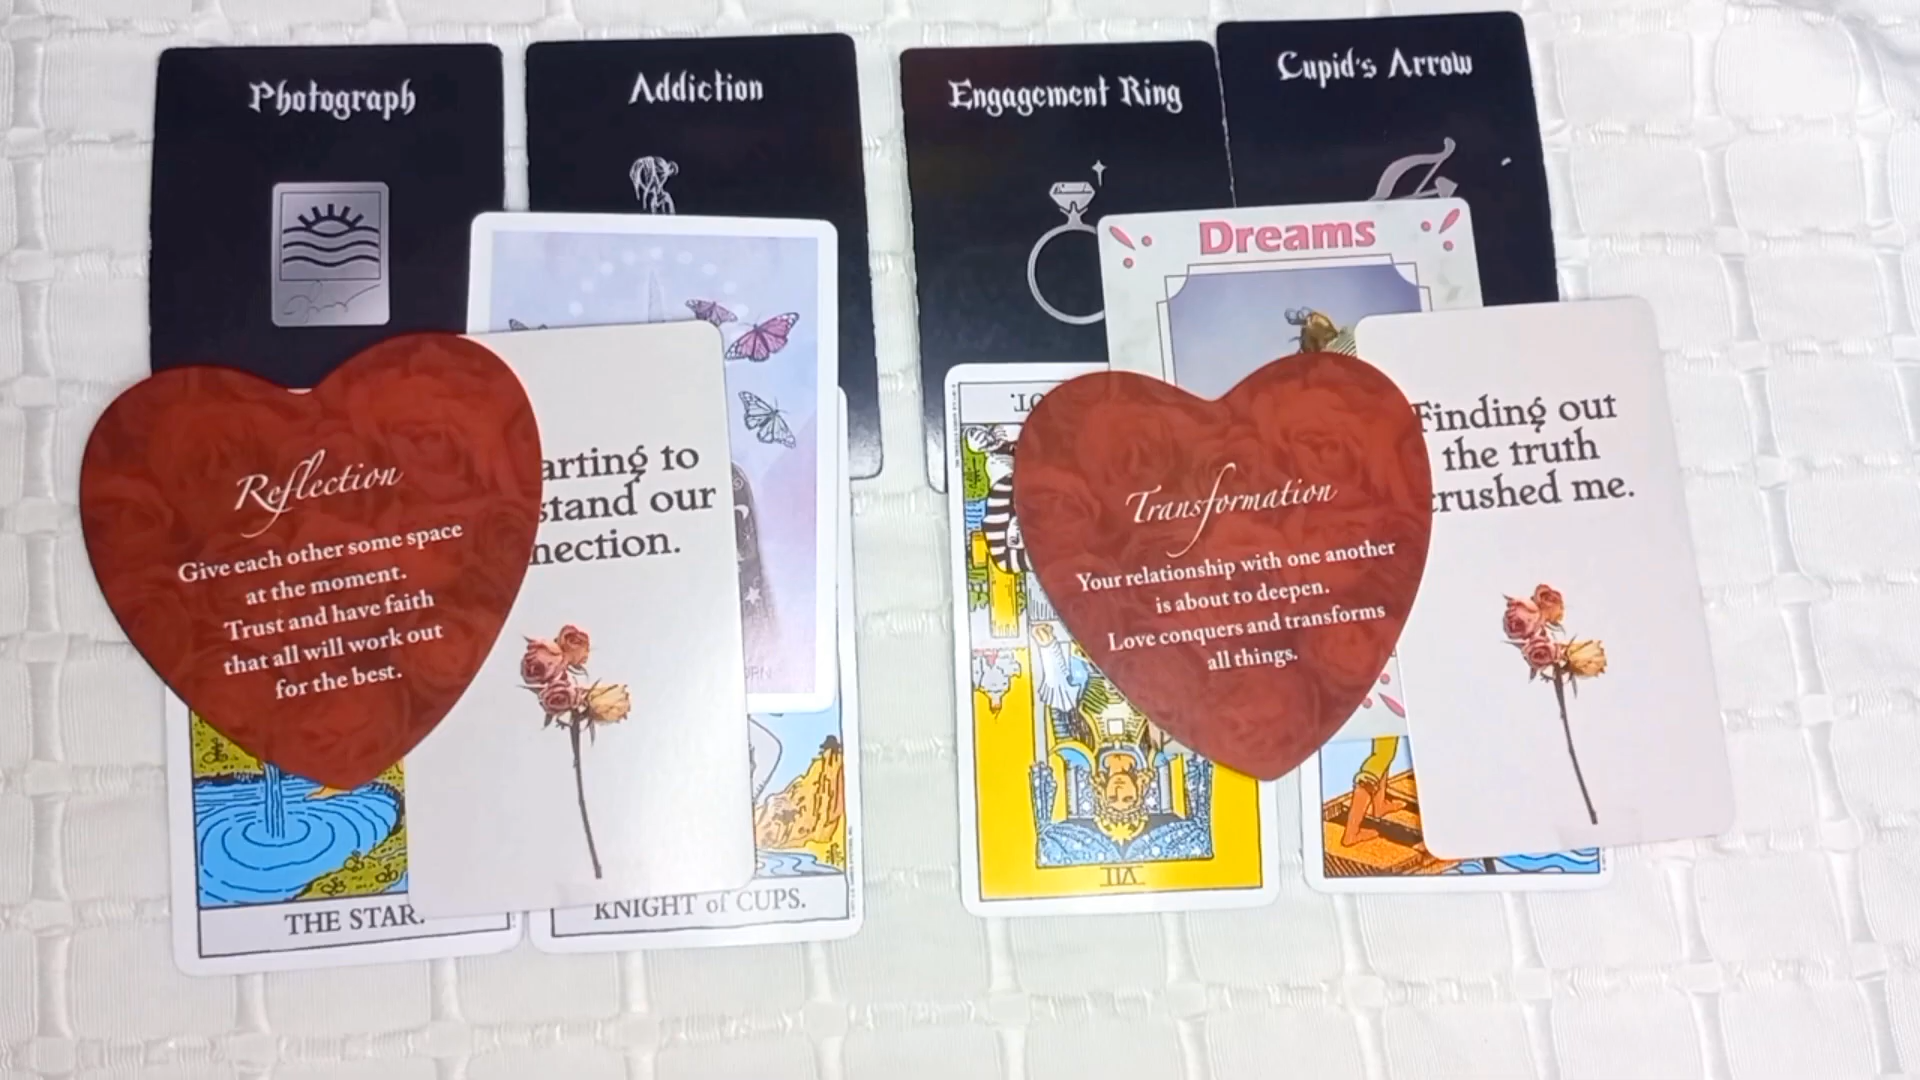 Photograph
Addiction
Engagement Ring
Cupid's Arrow
Dreams
Reflection
Give each other some space
at the moment.
Trust and have faith
that all will work out
for the best.
arting to
stand our
nection.
THE STAR.
KNIGHT of CUPS.
Transformation
Your relationship with one another
is about to deepen.
Love conquers and transforms
all things.
Finding out
the truth
crushed me.
VII